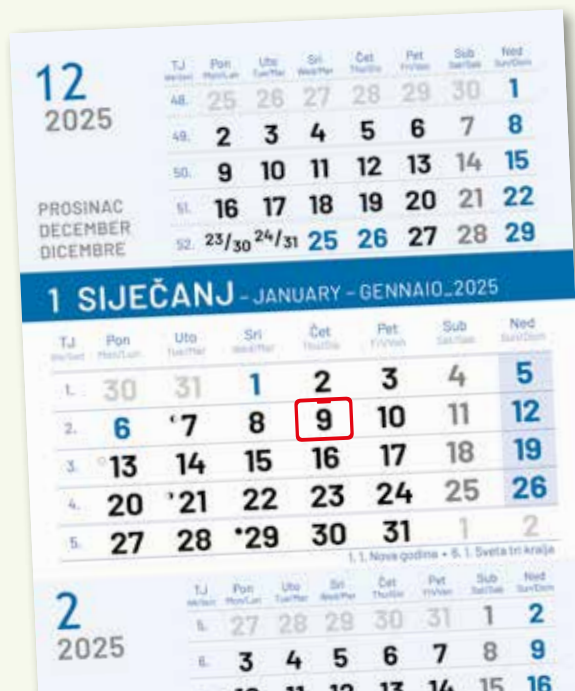 12
2025
PROSINAC
DECEMBER
DICEMBRE
TJ Pon Uto Sri Čet Pet Sub Ned
48. 25 26 27 28 29 30 1
49. 2 3 4 5 6 7 8
50. 9 10 11 12 13 14 15
51. 16 17 18 19 20 21 22
52. 23/30 24/31 25 26 27 28 29
1 SIJEČANJ - JANUARY - GENNAIO_2025
TJ Pon Uto Sri Čet Pet Sub Ned
1. 30 31 1 2 3 4 5
2. 6 7 8 9 10 11 12
3. 13 14 15 16 17 18 19
4. 20 21 22 23 24 25 26
5. 27 28 29 30 31 1 2
1. 1. Nova godina • 6. 1. Sveta tri kralja
2
2025
TJ Pon Uto Sri Čet Pet Sub Ned
5. 27 28 29 30 31 1 2
6. 3 4 5 6 7 8 9
10 11 12 13 14 15 16